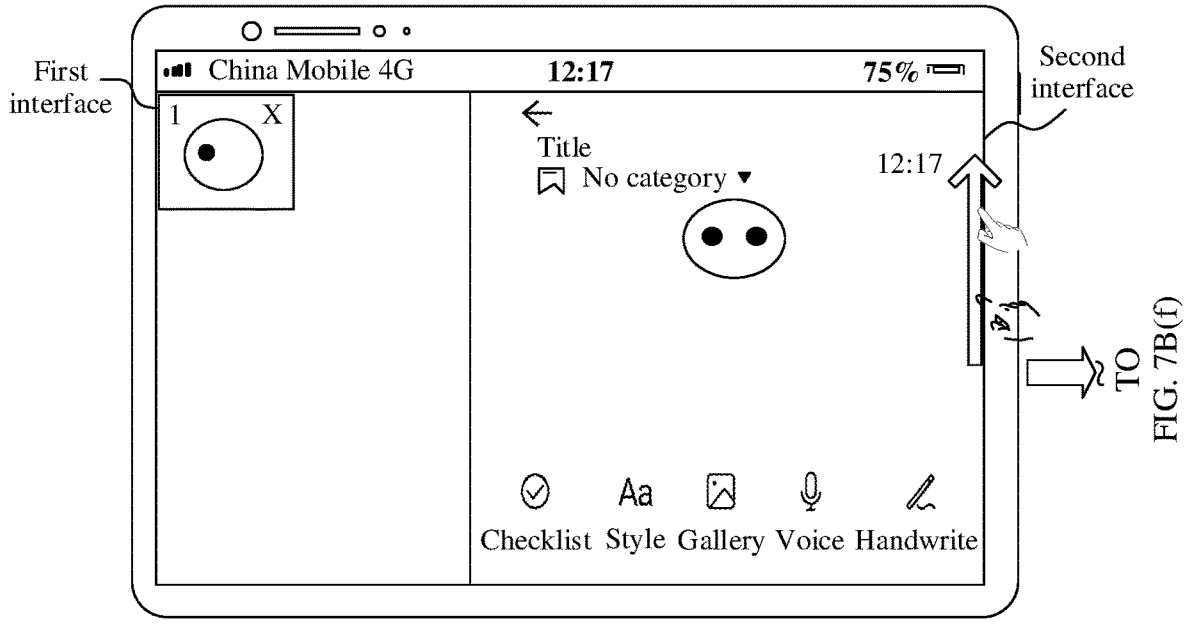 First
interface
China Mobile 4G
12:17
75%
Second
interface
1
X
Title
No category
12:17
Aa
Checklist
Style
Gallery
Voice
Handwrite
TO
FIG. 7B(f)